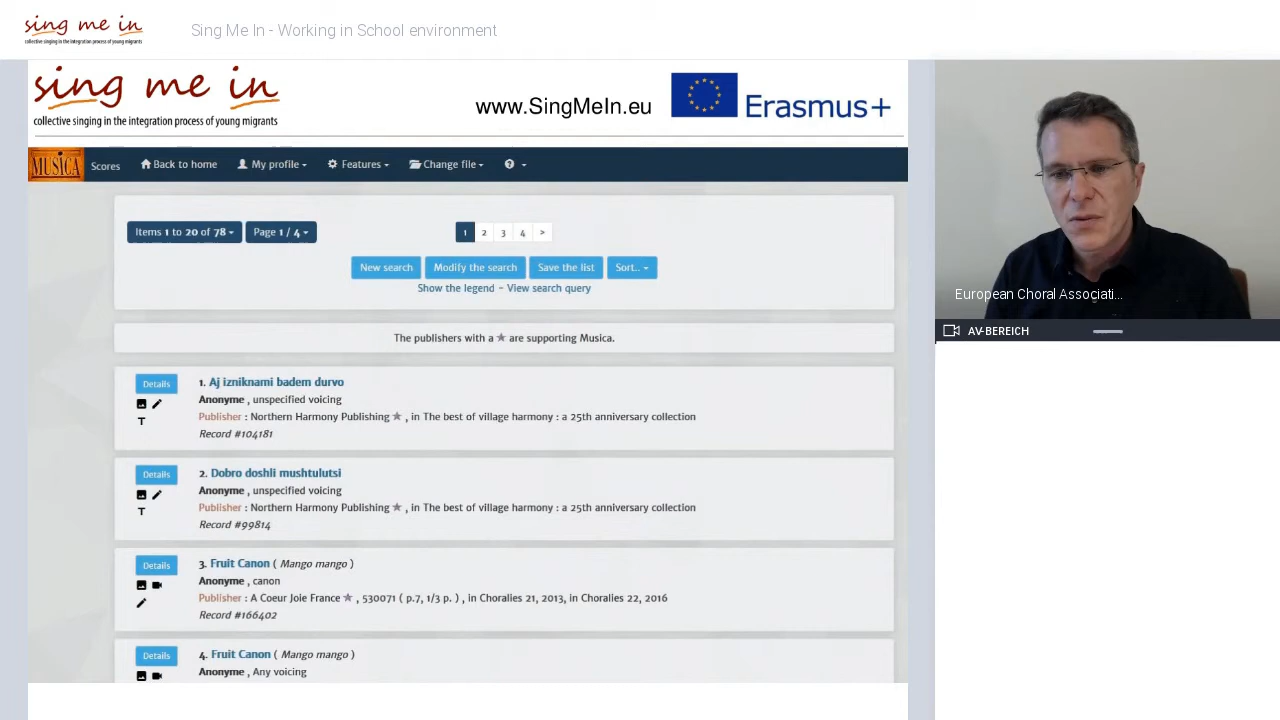 sing me in
collective singing in the integration process of young migrants
Sing Me In - Working in School environment
sing me in
collective singing in the integration process of young migrants
www.SingMeIn.eu
Erasmus+
MUSICA
Scores
Back to home
My profile
Features
Change file
Items 1 to 20 of 78
Page 1 / 4
1 2 3 4 >
New search
Modify the search
Save the list
Sort..
Show the legend - View search query
The publishers with a ★ are supporting Musica.
Details
1. Aj izniknami badem durvo
Anonyme , unspecified voicing
Publisher : Northern Harmony Publishing ★ , in The best of village harmony : a 25th anniversary collection
Record #104181
Details
2. Dobro doshli mushtulutsi
Anonyme , unspecified voicing
Publisher : Northern Harmony Publishing ★ , in The best of village harmony : a 25th anniversary collection
Record #99814
Details
3. Fruit Canon ( Mango mango )
Anonyme , canon
Publisher : A Coeur Joie France ★ , 530071 ( p.7, 1/3 p. ) , in Choralies 21, 2013, in Choralies 22, 2016
Record #166402
Details
4. Fruit Canon ( Mango mango )
Anonyme , Any voicing
European Choral Associati...
AV-BEREICH